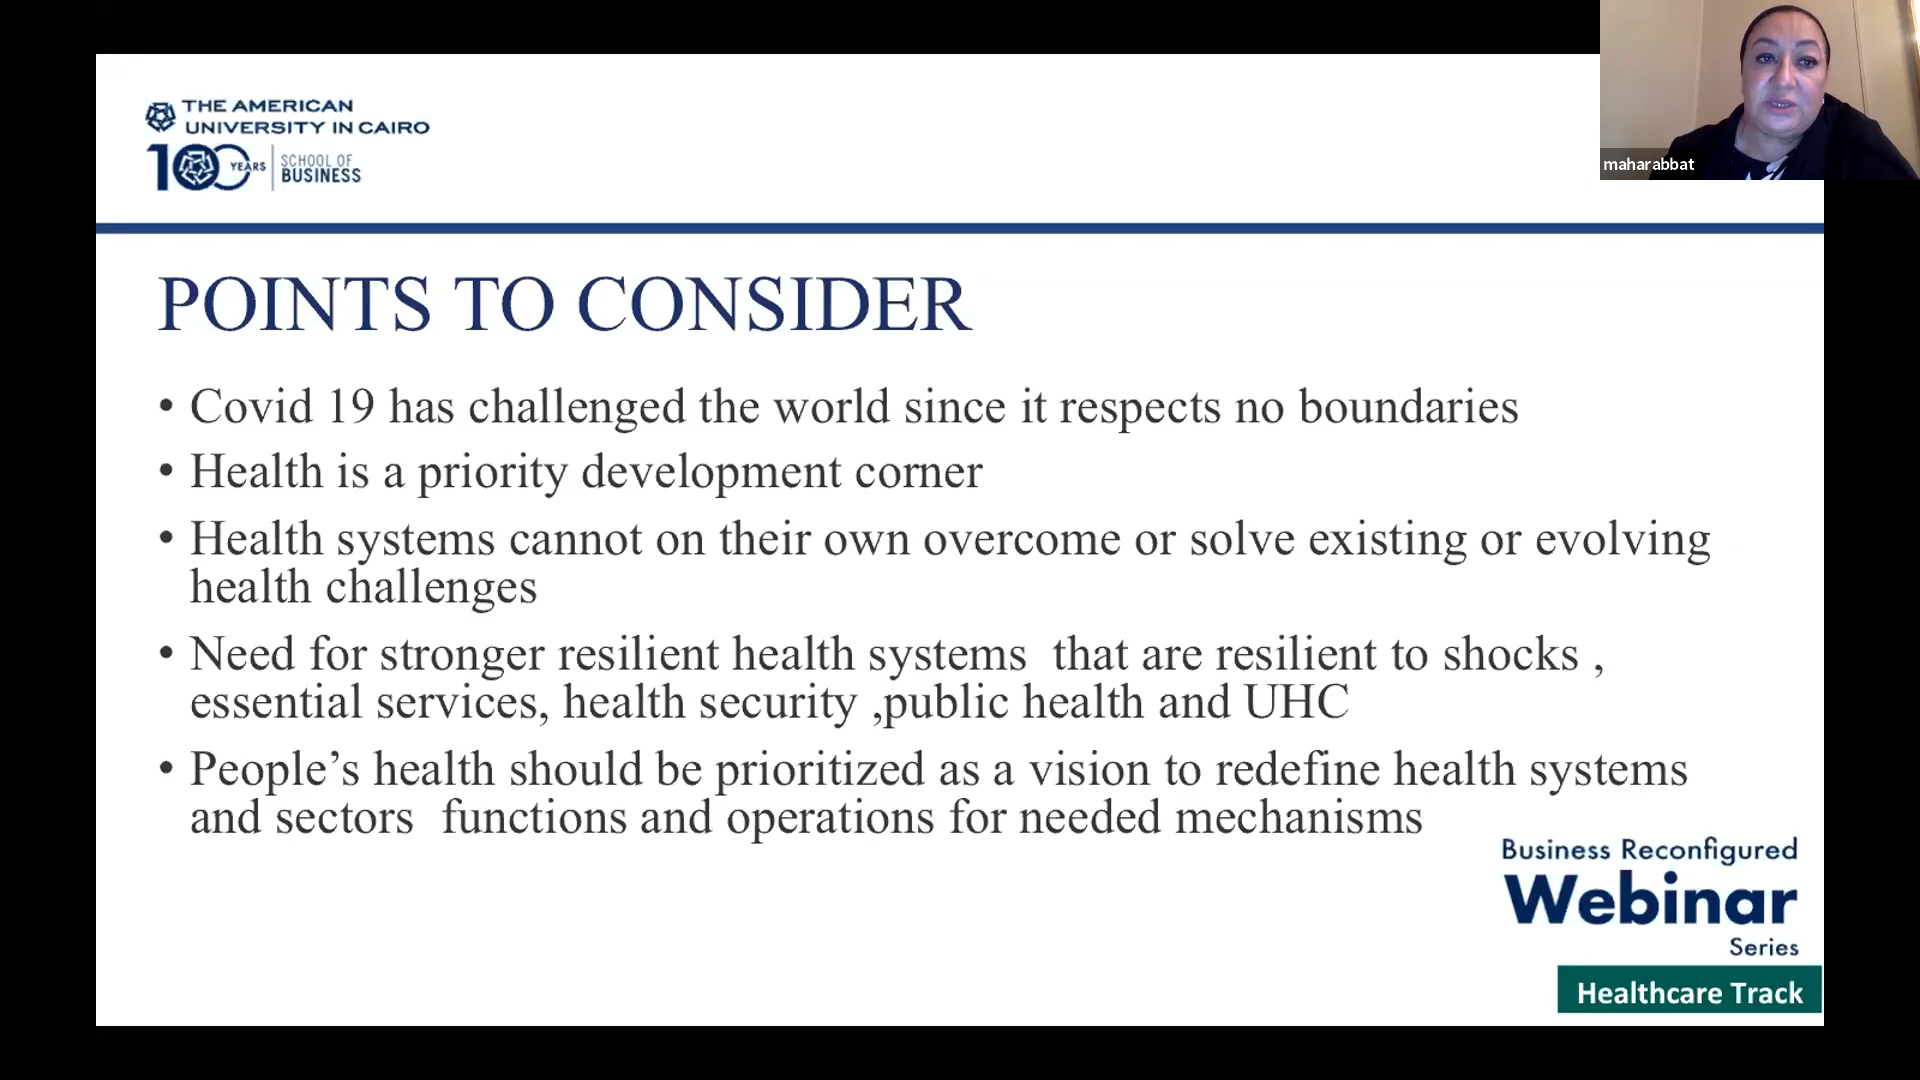 THE AMERICAN
UNIVERSITY IN CAIRO
100 YEARS
SCHOOL OF
BUSINESS
maharabbat
POINTS TO CONSIDER
• Covid 19 has challenged the world since it respects no boundaries
• Health is a priority development corner
• Health systems cannot on their own overcome or solve existing or evolving
health challenges
• Need for stronger resilient health systems  that are resilient to shocks ,
essential services, health security ,public health and UHC
• People’s health should be prioritized as a vision to redefine health systems
and sectors  functions and operations for needed mechanisms
Business Reconfigured
Webinar
Series
Healthcare Track